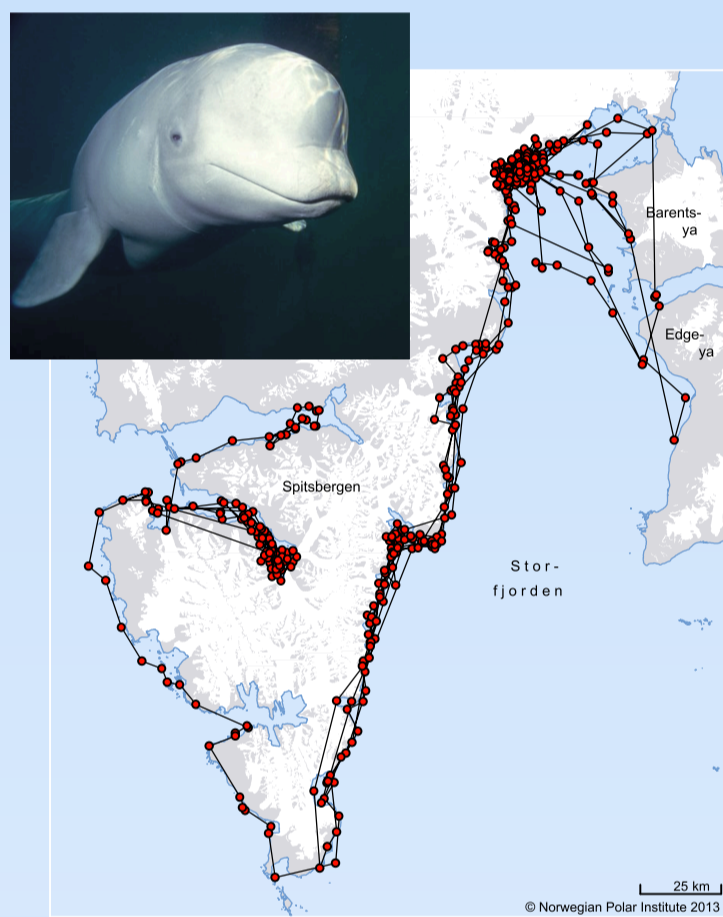 Barents-
ya
Edge-
ya
Spitsbergen
Stor-
fjorden
25 km
© Norwegian Polar Institute 2013